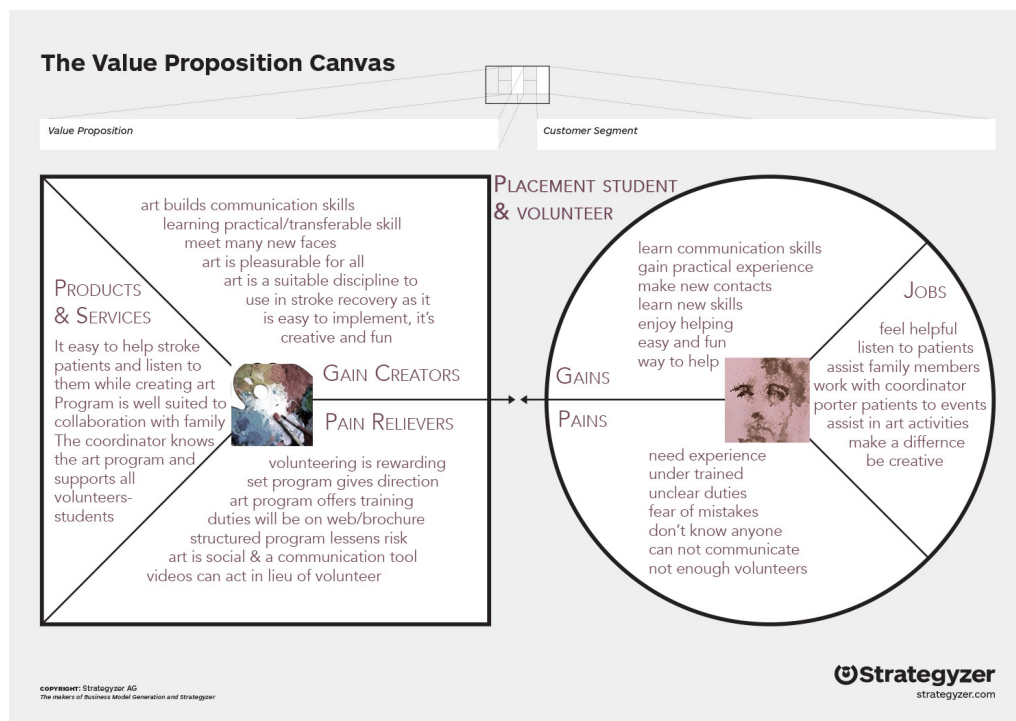 The Value Proposition Canvas
Value Proposition
Customer Segment
PLACEMENT STUDENT
& VOLUNTEER
art builds communication skills
learning practical/transferable skill
meet many new faces
art is pleasurable for all
art is a suitable discipline to
use in stroke recovery as it
is easy to implement, it's
creative and fun
GAIN CREATORS
PRODUCTS
& SERVICES
It easy to help stroke
patients and listen to
them while creating art
Program is well suited to
collaboration with family
The coordinator knows
the art program and
supports all
volunteers-
students
PAIN RELIEVERS
volunteering is rewarding
set program gives direction
art program offers training
duties will be on web/brochure
structured program lessens risk
art is social & a communication tool
videos can act in lieu of volunteer
learn communication skills
gain practical experience
make new contacts
learn new skills
enjoy helping
easy and fun
way to help
GAINS
PAINS
need experience
under trained
unclear duties
fear of mistakes
don't know anyone
can not communicate
not enough volunteers
JOBS
feel helpful
listen to patients
assist family members
work with coordinator
porter patients to events
assist in art activities
make a differnce
be creative
COPYRIGHT: Strategyzer AG
The makers of Business Model Generation and Strategyzer
Strategyzer
strategyzer.com